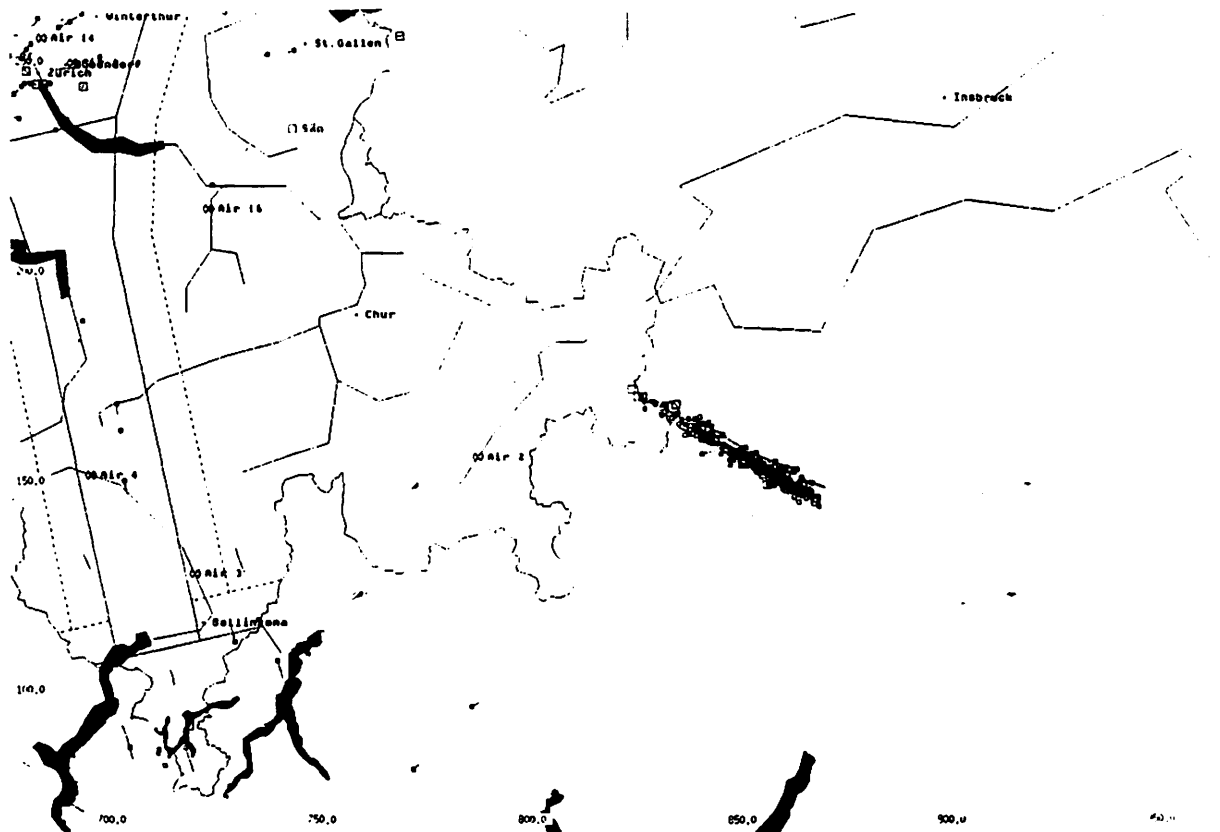 Winterthur
Air 14
St.Gallen
Zürich
Insbruck
Air 16
Chur
Air 2
150,0
Air 4
Air 3
Bellinzona
100,0
700,0
750,0
800,0
850,0
900,0